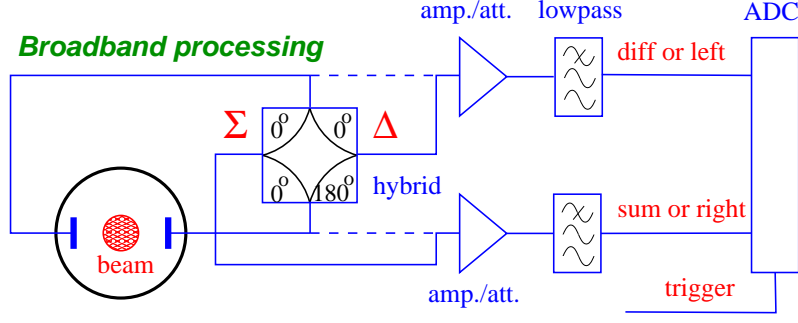 amp./att. lowpass ADC
Broadband processing
diff or left
Σ 0° 0° Δ
0° 180° hybrid
sum or right
beam
amp./att.
trigger